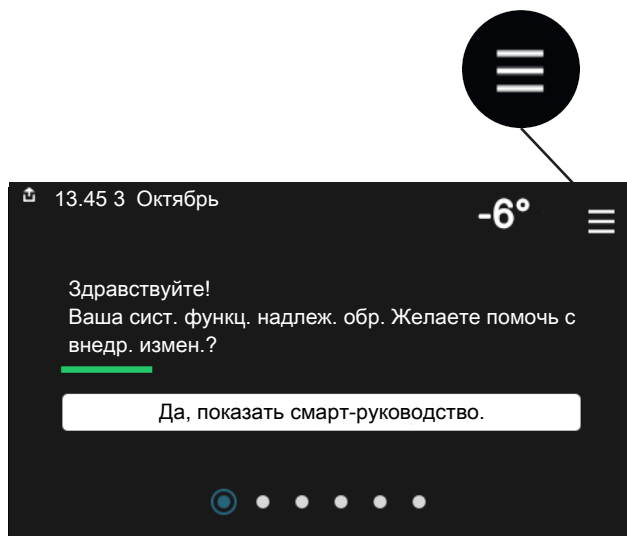 13.45 3 Октябрь
-6°
Здравствуйте!
Ваша сист. функц. надлеж. обр. Желаете помочь с
внедр. измен.?
Да, показать смарт-руководство.